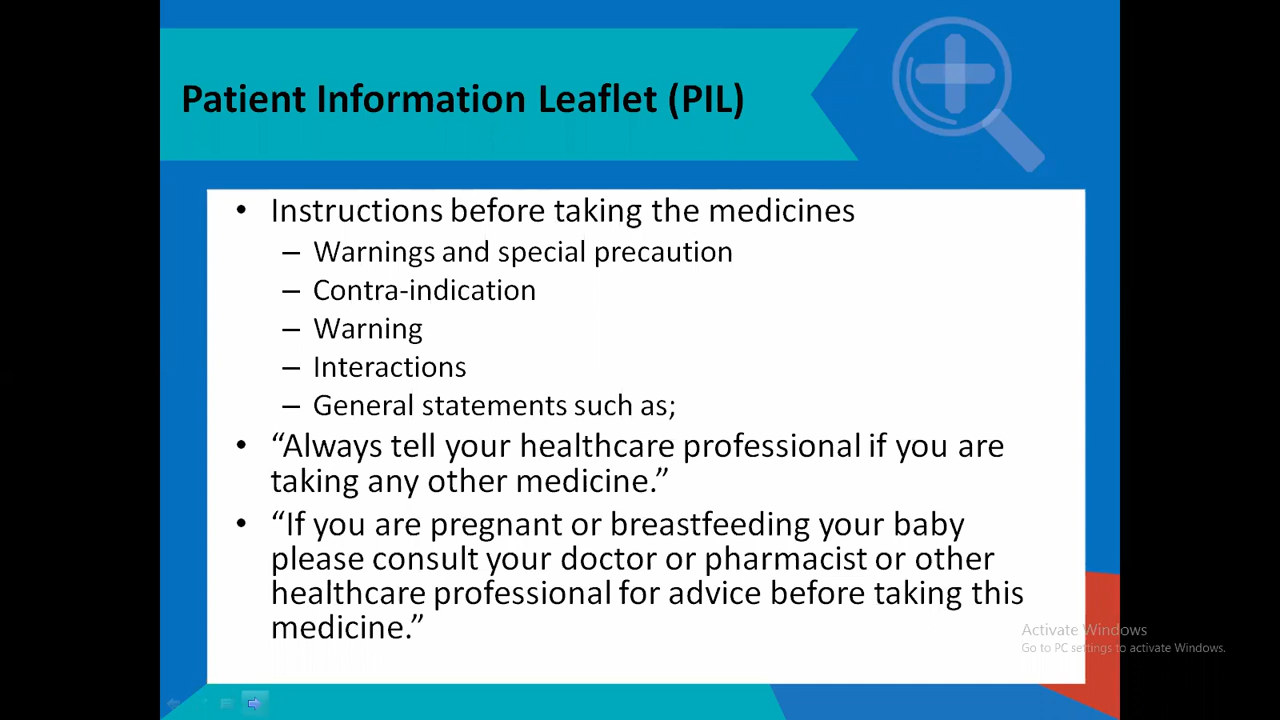 Patient Information Leaflet (PIL)
• Instructions before taking the medicines
– Warnings and special precaution
– Contra-indication
– Warning
– Interactions
– General statements such as;
• “Always tell your healthcare professional if you are
taking any other medicine.”
• “If you are pregnant or breastfeeding your baby
please consult your doctor or pharmacist or other
healthcare professional for advice before taking this
medicine.”
Activate Windows
Go to PC settings to activate Windows.